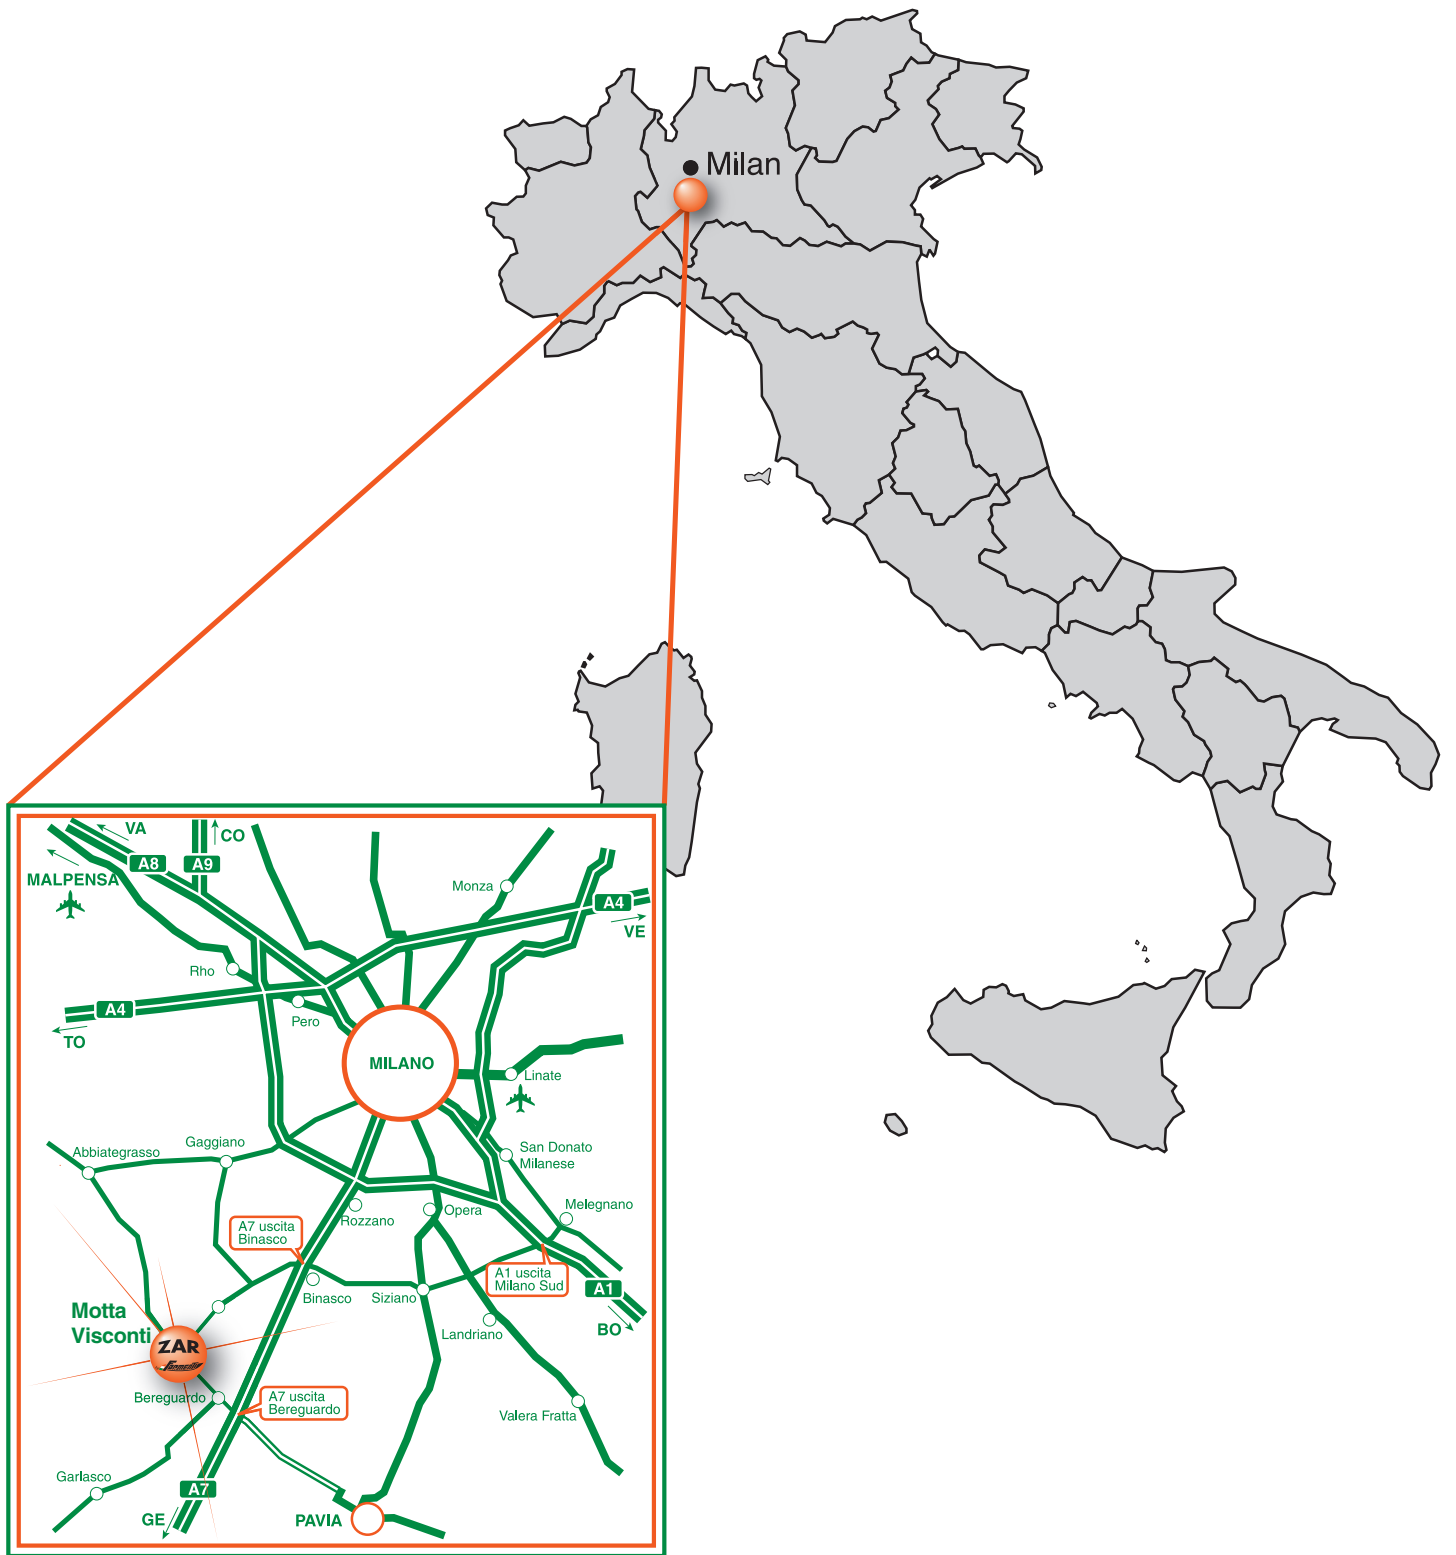 Milan
VA
CO
A8
A9
MALPENSA
Monza
A4
VE
Rho
A4
Pero
TO
MILANO
Linate
Gaggiano
Abbiategrasso
San Donato
Milanese
Melegnano
Opera
Rozzano
A7 uscita
Binasco
A1 uscita
Milano Sud
A1
Binasco
Siziano
BO
Landriano
Motta
Visconti
ZAR
Formenti
Bereguardo
A7 uscita
Bereguardo
Valera Fratta
Garlasco
A7
GE
PAVIA